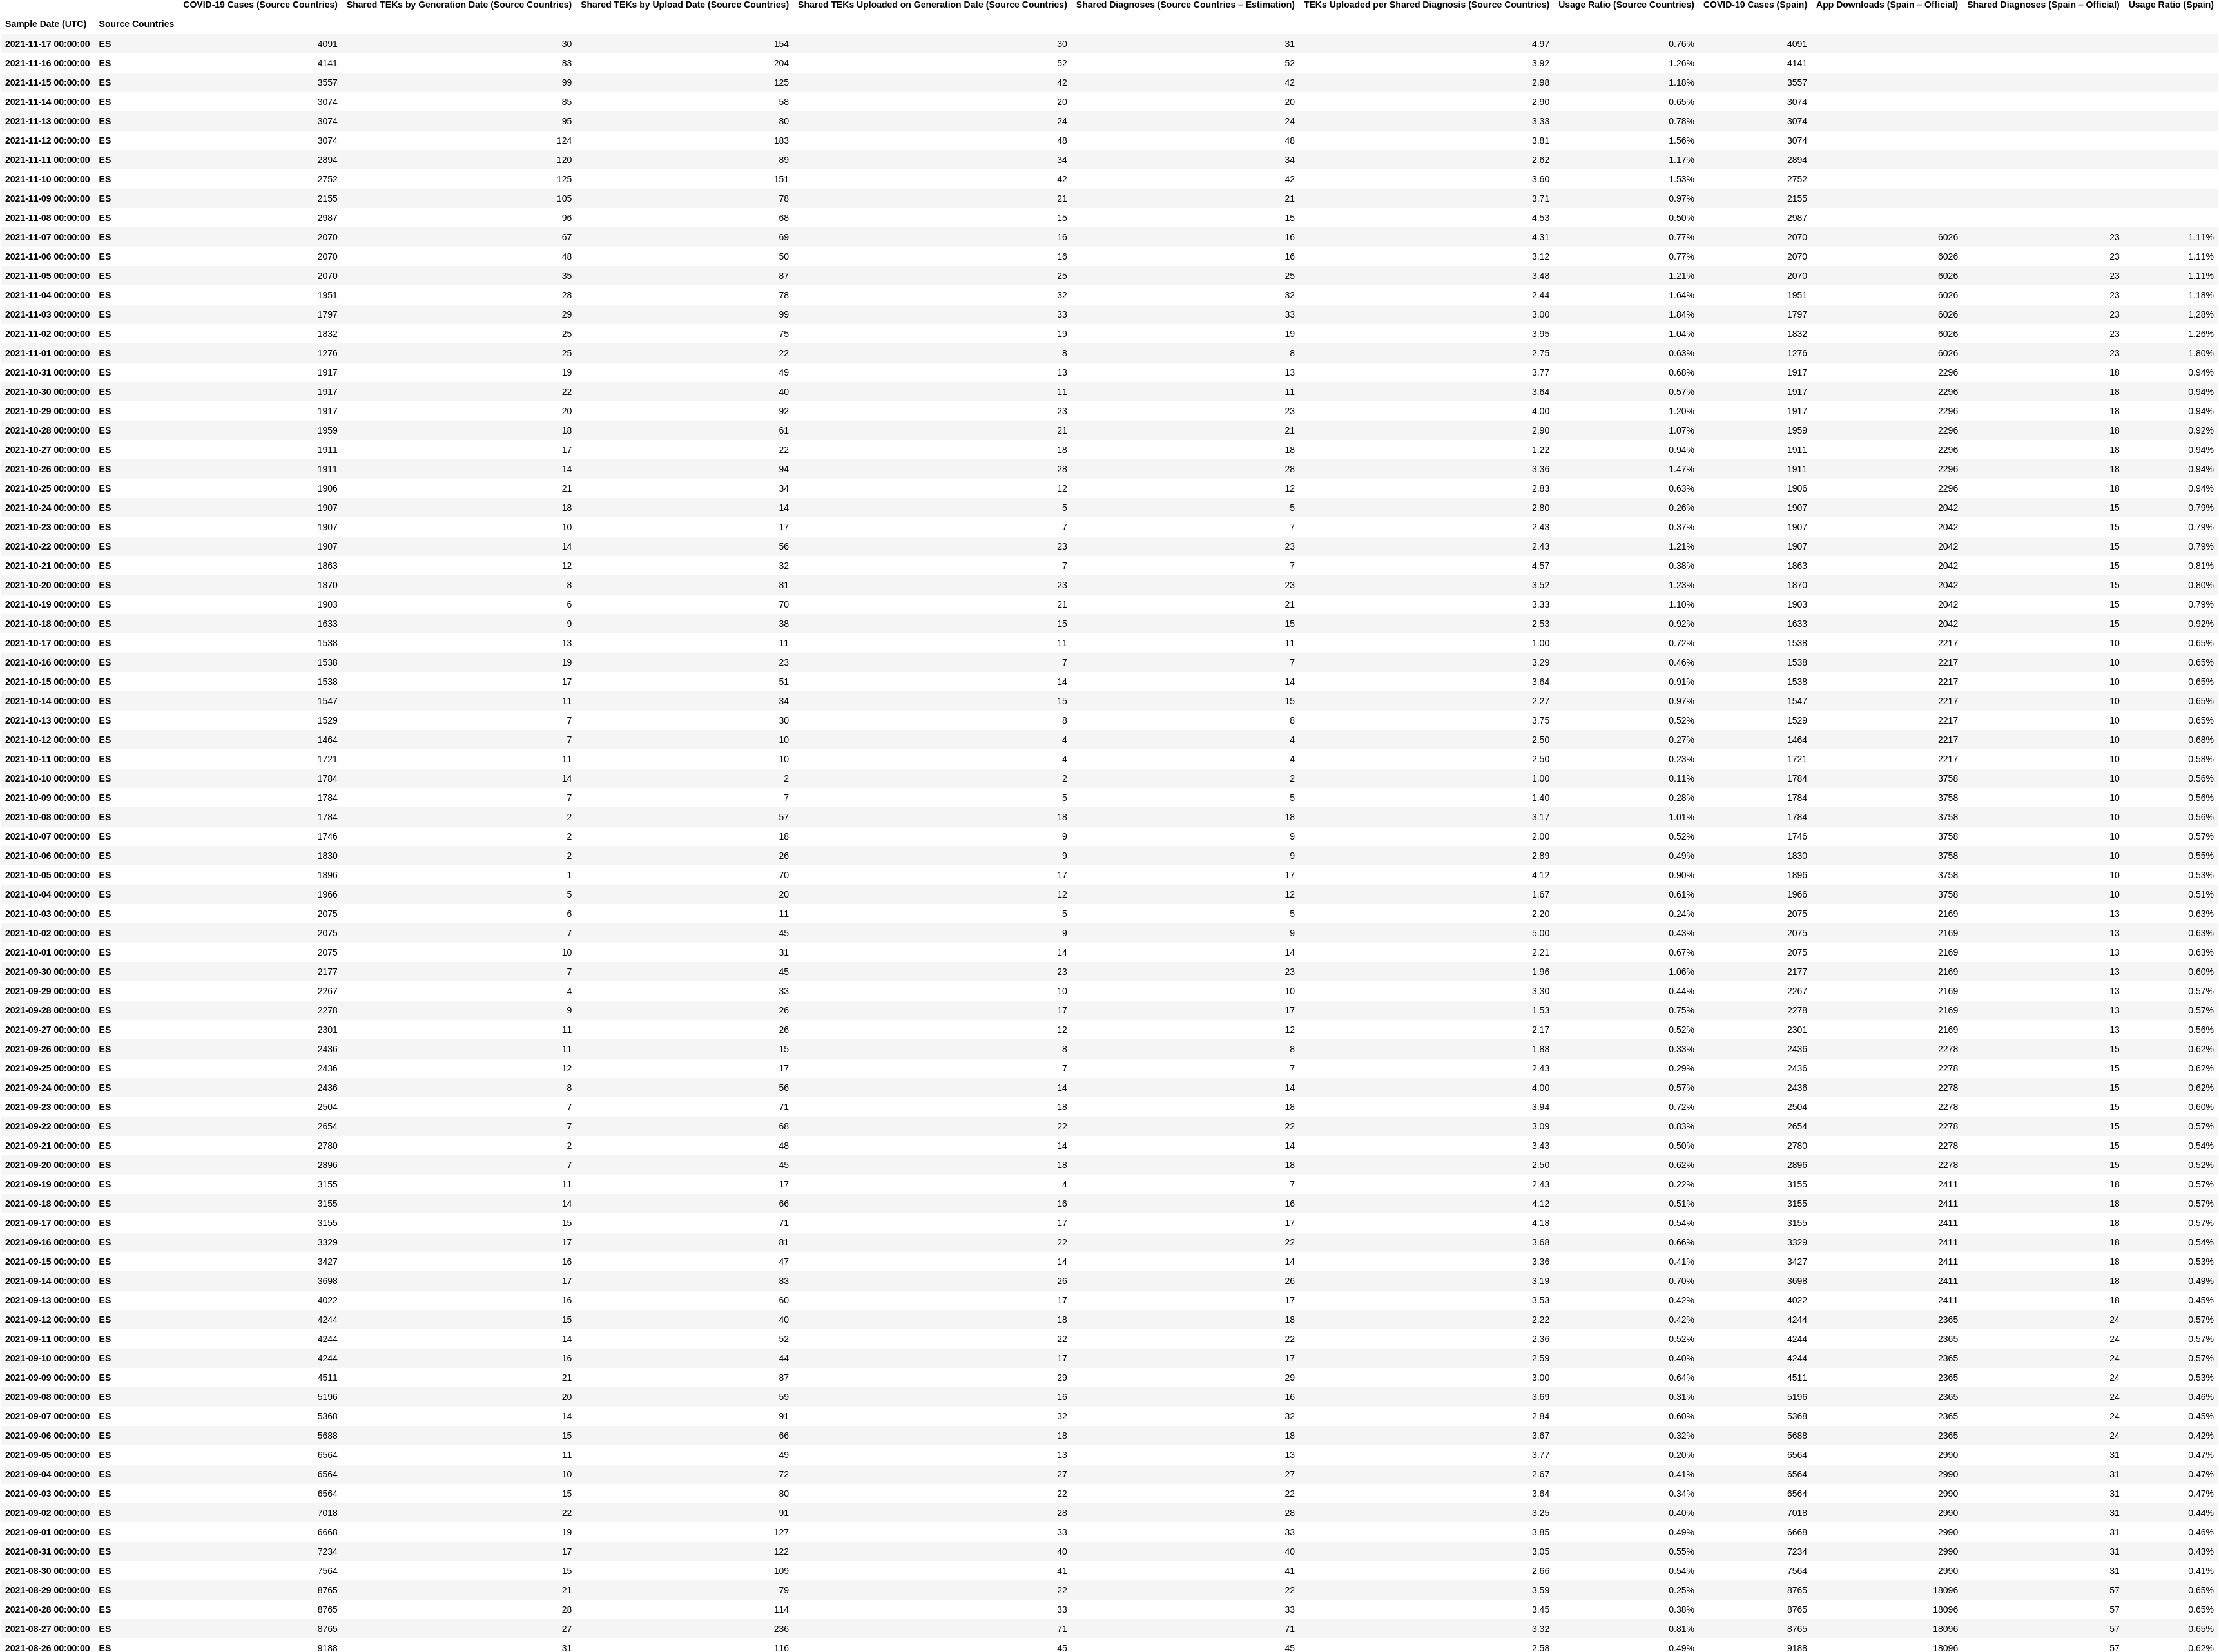 COVID-19 Cases (Source Countries) Shared TEKs by Generation Date (Source Countries) Shared TEKs by Upload Date (Source Countries) Shared TEKs Uploaded on Generation Date (Source Countries) Shared Diagnoses (Source Countries – Estimation) TEKs Uploaded per Shared Diagnosis (Source Countries) Usage Ratio (Source Countries) COVID-19 Cases (Spain) App Downloads (Spain – Official) Shared Diagnoses (Spain – Official) Usage Ratio (Spain)
Sample Date (UTC) Source Countries
2021-11-17 00:00:00 ES 4091 30 154 30 31 4.97 0.76% 4091
2021-11-16 00:00:00 ES 4141 83 204 52 52 3.92 1.26% 4141
2021-11-15 00:00:00 ES 3557 99 125 42 42 2.98 1.18% 3557
2021-11-14 00:00:00 ES 3074 85 58 20 20 2.90 0.65% 3074
2021-11-13 00:00:00 ES 3074 95 80 24 24 3.33 0.78% 3074
2021-11-12 00:00:00 ES 3074 124 183 48 48 3.81 1.56% 3074
2021-11-11 00:00:00 ES 2894 120 89 34 34 2.62 1.17% 2894
2021-11-10 00:00:00 ES 2752 125 151 42 42 3.60 1.53% 2752
2021-11-09 00:00:00 ES 2155 105 78 21 21 3.71 0.97% 2155
2021-11-08 00:00:00 ES 2987 96 68 15 15 4.53 0.50% 2987
2021-11-07 00:00:00 ES 2070 67 69 16 16 4.31 0.77% 2070 6026 23 1.11%
2021-11-06 00:00:00 ES 2070 48 50 16 16 3.12 0.77% 2070 6026 23 1.11%
2021-11-05 00:00:00 ES 2070 35 87 25 25 3.48 1.21% 2070 6026 23 1.11%
2021-11-04 00:00:00 ES 1951 28 78 32 32 2.44 1.64% 1951 6026 23 1.18%
2021-11-03 00:00:00 ES 1797 29 99 33 33 3.00 1.84% 1797 6026 23 1.28%
2021-11-02 00:00:00 ES 1832 25 75 19 19 3.95 1.04% 1832 6026 23 1.26%
2021-11-01 00:00:00 ES 1276 25 22 8 8 2.75 0.63% 1276 6026 23 1.80%
2021-10-31 00:00:00 ES 1917 19 49 13 13 3.77 0.68% 1917 2296 18 0.94%
2021-10-30 00:00:00 ES 1917 22 40 11 11 3.64 0.57% 1917 2296 18 0.94%
2021-10-29 00:00:00 ES 1917 20 92 23 23 4.00 1.20% 1917 2296 18 0.94%
2021-10-28 00:00:00 ES 1959 18 61 21 21 2.90 1.07% 1959 2296 18 0.92%
2021-10-27 00:00:00 ES 1911 17 22 18 18 1.22 0.94% 1911 2296 18 0.94%
2021-10-26 00:00:00 ES 1911 14 94 28 28 3.36 1.47% 1911 2296 18 0.94%
2021-10-25 00:00:00 ES 1906 21 34 12 12 2.83 0.63% 1906 2296 18 0.94%
2021-10-24 00:00:00 ES 1907 18 14 5 5 2.80 0.26% 1907 2042 15 0.79%
2021-10-23 00:00:00 ES 1907 10 17 7 7 2.43 0.37% 1907 2042 15 0.79%
2021-10-22 00:00:00 ES 1907 14 56 23 23 2.43 1.21% 1907 2042 15 0.79%
2021-10-21 00:00:00 ES 1863 12 32 7 7 4.57 0.38% 1863 2042 15 0.81%
2021-10-20 00:00:00 ES 1870 8 81 23 23 3.52 1.23% 1870 2042 15 0.80%
2021-10-19 00:00:00 ES 1903 6 70 21 21 3.33 1.10% 1903 2042 15 0.79%
2021-10-18 00:00:00 ES 1633 9 38 15 15 2.53 0.92% 1633 2042 15 0.92%
2021-10-17 00:00:00 ES 1538 13 11 11 11 1.00 0.72% 1538 2217 10 0.65%
2021-10-16 00:00:00 ES 1538 19 23 7 7 3.29 0.46% 1538 2217 10 0.65%
2021-10-15 00:00:00 ES 1538 17 51 14 14 3.64 0.91% 1538 2217 10 0.65%
2021-10-14 00:00:00 ES 1547 11 34 15 15 2.27 0.97% 1547 2217 10 0.65%
2021-10-13 00:00:00 ES 1529 7 30 8 8 3.75 0.52% 1529 2217 10 0.65%
2021-10-12 00:00:00 ES 1464 7 10 4 4 2.50 0.27% 1464 2217 10 0.68%
2021-10-11 00:00:00 ES 1721 11 10 4 4 2.50 0.23% 1721 2217 10 0.58%
2021-10-10 00:00:00 ES 1784 14 2 2 2 1.00 0.11% 1784 3758 10 0.56%
2021-10-09 00:00:00 ES 1784 7 7 5 5 1.40 0.28% 1784 3758 10 0.56%
2021-10-08 00:00:00 ES 1784 2 57 18 18 3.17 1.01% 1784 3758 10 0.56%
2021-10-07 00:00:00 ES 1746 2 18 9 9 2.00 0.52% 1746 3758 10 0.57%
2021-10-06 00:00:00 ES 1830 2 26 9 9 2.89 0.49% 1830 3758 10 0.55%
2021-10-05 00:00:00 ES 1896 1 70 17 17 4.12 0.90% 1896 3758 10 0.53%
2021-10-04 00:00:00 ES 1966 5 20 12 12 1.67 0.61% 1966 3758 10 0.51%
2021-10-03 00:00:00 ES 2075 6 11 5 5 2.20 0.24% 2075 2169 13 0.63%
2021-10-02 00:00:00 ES 2075 7 45 9 9 5.00 0.43% 2075 2169 13 0.63%
2021-10-01 00:00:00 ES 2075 10 31 14 14 2.21 0.67% 2075 2169 13 0.63%
2021-09-30 00:00:00 ES 2177 7 45 23 23 1.96 1.06% 2177 2169 13 0.60%
2021-09-29 00:00:00 ES 2267 4 33 10 10 3.30 0.44% 2267 2169 13 0.57%
2021-09-28 00:00:00 ES 2278 9 26 17 17 1.53 0.75% 2278 2169 13 0.57%
2021-09-27 00:00:00 ES 2301 11 26 12 12 2.17 0.52% 2301 2169 13 0.56%
2021-09-26 00:00:00 ES 2436 11 15 8 8 1.88 0.33% 2436 2278 15 0.62%
2021-09-25 00:00:00 ES 2436 12 17 7 7 2.43 0.29% 2436 2278 15 0.62%
2021-09-24 00:00:00 ES 2436 8 56 14 14 4.00 0.57% 2436 2278 15 0.62%
2021-09-23 00:00:00 ES 2504 7 71 18 18 3.94 0.72% 2504 2278 15 0.60%
2021-09-22 00:00:00 ES 2654 7 68 22 22 3.09 0.83% 2654 2278 15 0.57%
2021-09-21 00:00:00 ES 2780 2 48 14 14 3.43 0.50% 2780 2278 15 0.54%
2021-09-20 00:00:00 ES 2896 7 45 18 18 2.50 0.62% 2896 2278 15 0.52%
2021-09-19 00:00:00 ES 3155 11 17 4 7 2.43 0.22% 3155 2411 18 0.57%
2021-09-18 00:00:00 ES 3155 14 66 16 16 4.12 0.51% 3155 2411 18 0.57%
2021-09-17 00:00:00 ES 3155 15 71 17 17 4.18 0.54% 3155 2411 18 0.57%
2021-09-16 00:00:00 ES 3329 17 81 22 22 3.68 0.66% 3329 2411 18 0.54%
2021-09-15 00:00:00 ES 3427 16 47 14 14 3.36 0.41% 3427 2411 18 0.53%
2021-09-14 00:00:00 ES 3698 17 83 26 26 3.19 0.70% 3698 2411 18 0.49%
2021-09-13 00:00:00 ES 4022 16 60 17 17 3.53 0.42% 4022 2411 18 0.45%
2021-09-12 00:00:00 ES 4244 15 40 18 18 2.22 0.42% 4244 2365 24 0.57%
2021-09-11 00:00:00 ES 4244 14 52 22 22 2.36 0.52% 4244 2365 24 0.57%
2021-09-10 00:00:00 ES 4244 16 44 17 17 2.59 0.40% 4244 2365 24 0.57%
2021-09-09 00:00:00 ES 4511 21 87 29 29 3.00 0.64% 4511 2365 24 0.53%
2021-09-08 00:00:00 ES 5196 20 59 16 16 3.69 0.31% 5196 2365 24 0.46%
2021-09-07 00:00:00 ES 5368 14 91 32 32 2.84 0.60% 5368 2365 24 0.45%
2021-09-06 00:00:00 ES 5688 15 66 18 18 3.67 0.32% 5688 2365 24 0.42%
2021-09-05 00:00:00 ES 6564 11 49 13 13 3.77 0.20% 6564 2990 31 0.47%
2021-09-04 00:00:00 ES 6564 10 72 27 27 2.67 0.41% 6564 2990 31 0.47%
2021-09-03 00:00:00 ES 6564 15 80 22 22 3.64 0.34% 6564 2990 31 0.47%
2021-09-02 00:00:00 ES 7018 22 91 28 28 3.25 0.40% 7018 2990 31 0.44%
2021-09-01 00:00:00 ES 6668 19 127 33 33 3.85 0.49% 6668 2990 31 0.46%
2021-08-31 00:00:00 ES 7234 17 122 40 40 3.05 0.55% 7234 2990 31 0.43%
2021-08-30 00:00:00 ES 7564 15 109 41 41 2.66 0.54% 7564 2990 31 0.41%
2021-08-29 00:00:00 ES 8765 21 79 22 22 3.59 0.25% 8765 18096 57 0.65%
2021-08-28 00:00:00 ES 8765 28 114 33 33 3.45 0.38% 8765 18096 57 0.65%
2021-08-27 00:00:00 ES 8765 27 236 71 71 3.32 0.81% 8765 18096 57 0.65%
2021-08-26 00:00:00 ES 9188 31 116 45 45 2.58 0.49% 9188 18096 57 0.62%